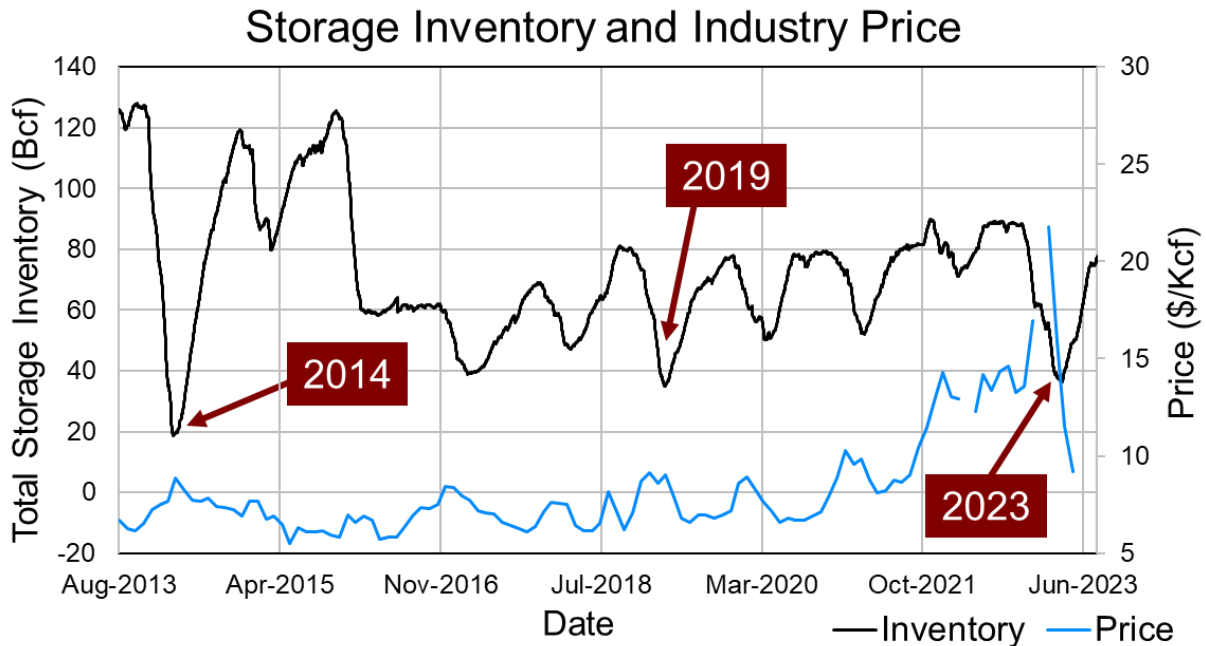 Storage Inventory and Industry Price
Total Storage Inventory (Bcf)
140
120
100
80
60
40
20
0
-20
30
25
20
15
10
5
Price ($/Kcf)
2014
2019
2023
Aug-2013
Apr-2015
Nov-2016
Jul-2018
Mar-2020
Oct-2021
Jun-2023
Date
Inventory
Price